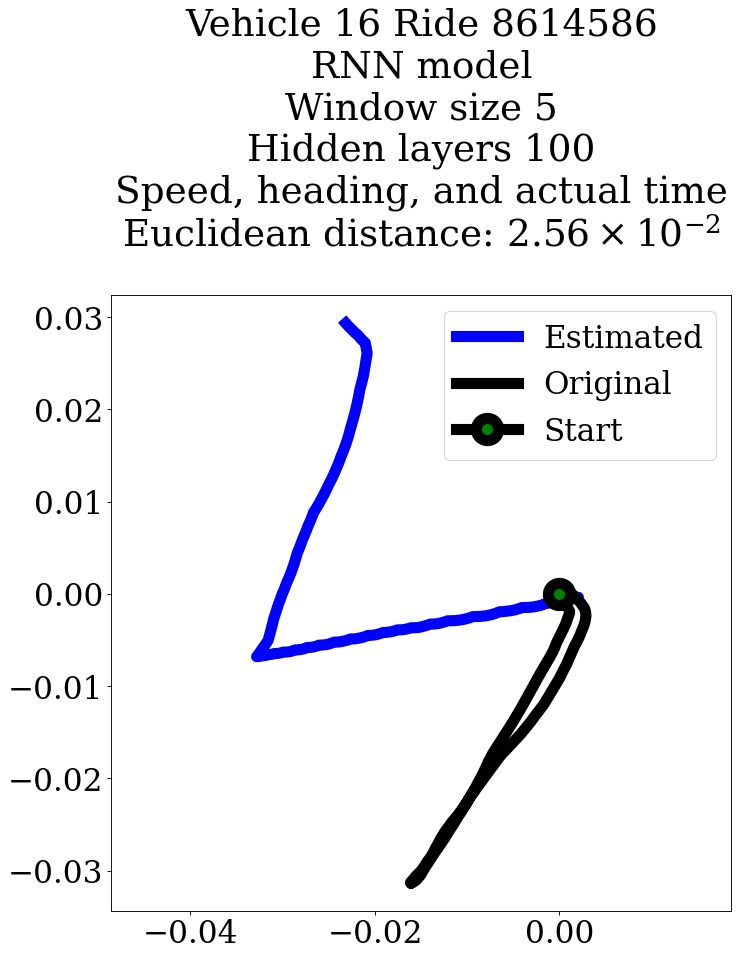 Vehicle 16 Ride 8614586
RNN model
Window size 5
Hidden layers 100
Speed, heading, and actual time
Euclidean distance: 2.56 × 10⁻²
0.03
0.02
0.01
0.00
−0.01
−0.02
−0.03
Estimated
Original
Start
−0.04
−0.02
0.00